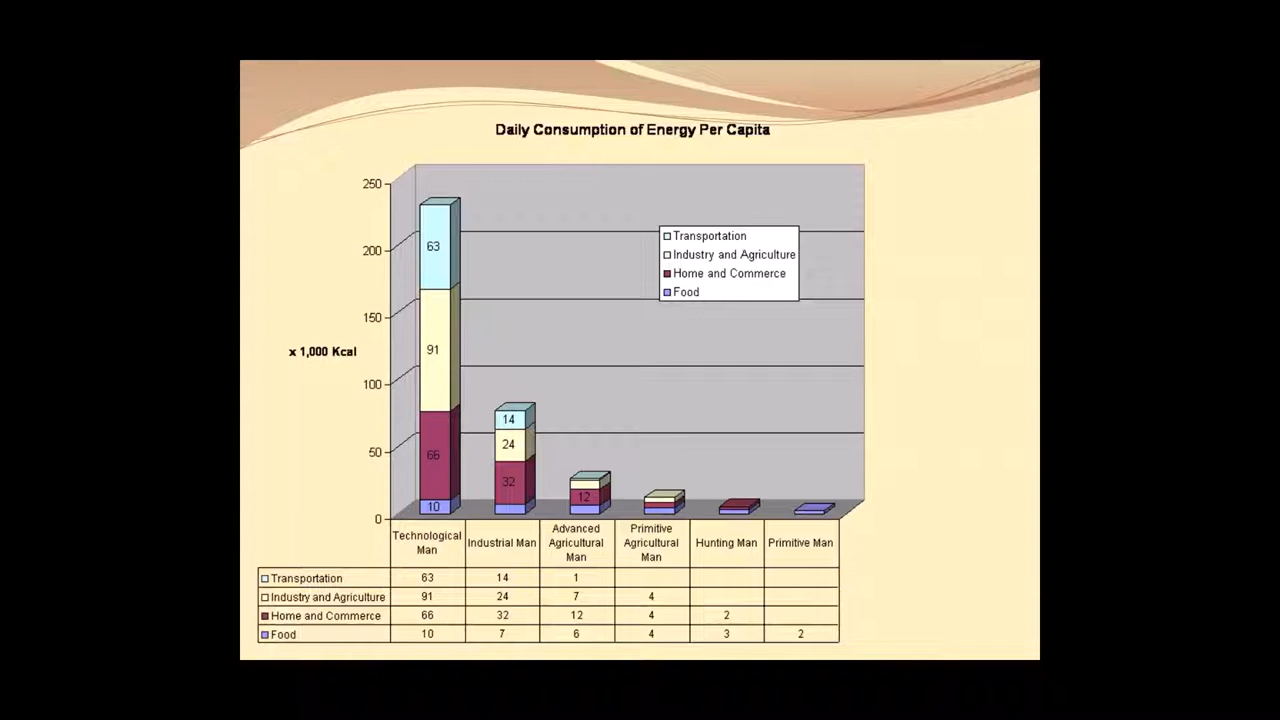 Daily Consumption of Energy Per Capita
250
200
150
100
50
0
x 1,000 Kcal
63
91
66
10
14
24
32
12
Transportation
Industry and Agriculture
Home and Commerce
Food
Technological Man
Industrial Man
Advanced Agricultural Man
Primitive Agricultural Man
Hunting Man
Primitive Man
Transportation 63 14 1
Industry and Agriculture 91 24 7 4
Home and Commerce 66 32 12 4 2
Food 10 7 6 4 3 2